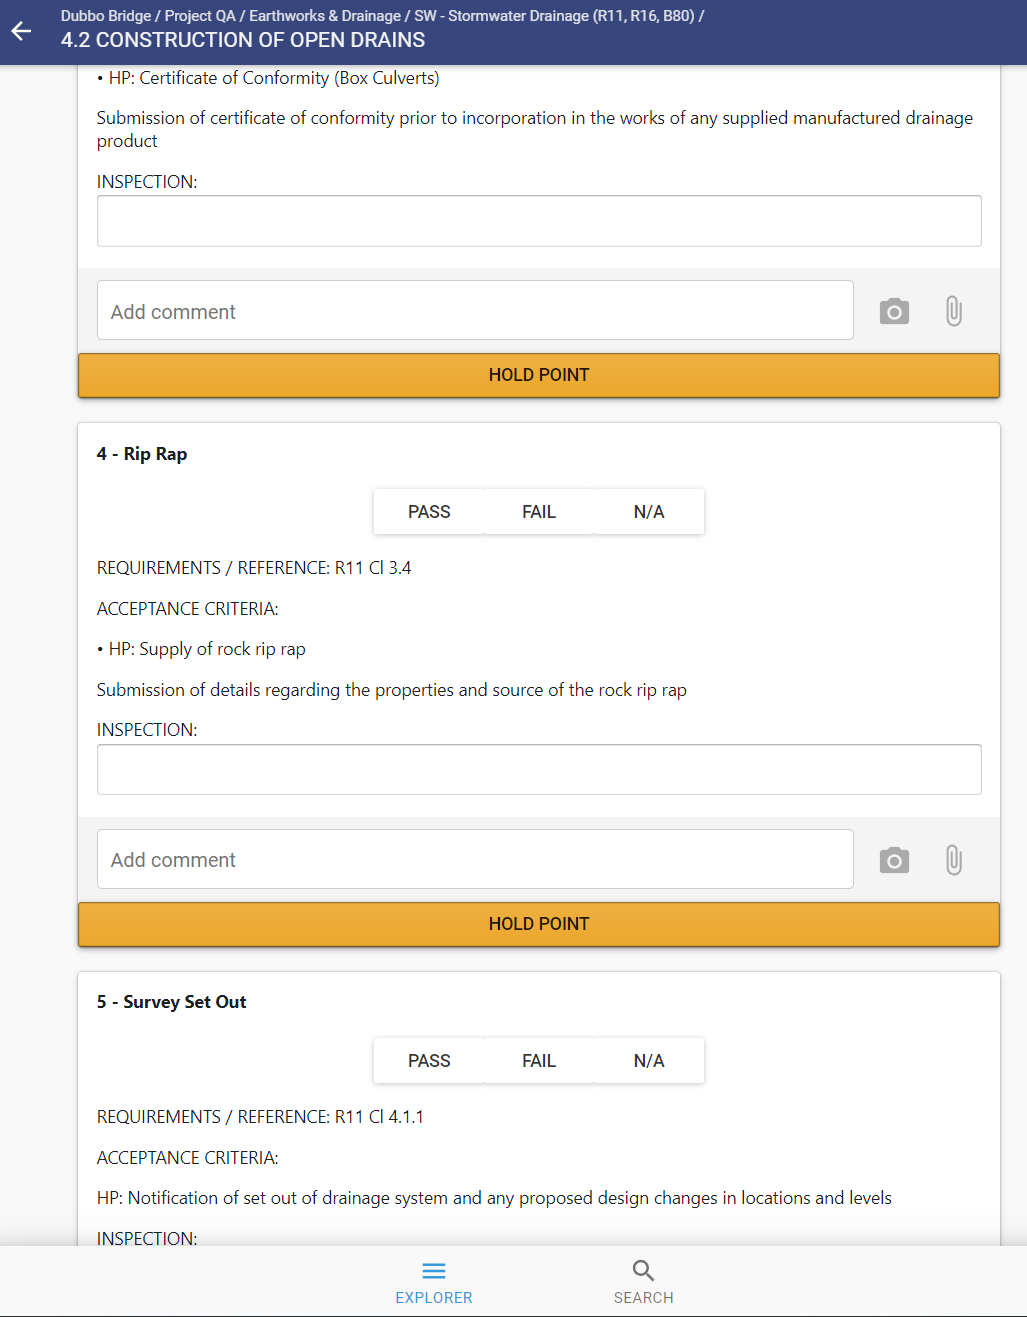 Dubbo Bridge / Project QA / Earthworks & Drainage / SW - Stormwater Drainage (R11, R16, B80) /
4.2 CONSTRUCTION OF OPEN DRAINS
• HP: Certificate of Conformity (Box Culverts)
Submission of certificate of conformity prior to incorporation in the works of any supplied manufactured drainage
product
INSPECTION:
Add comment
HOLD POINT
4 - Rip Rap
PASS FAIL N/A
REQUIREMENTS / REFERENCE: R11 Cl 3.4
ACCEPTANCE CRITERIA:
• HP: Supply of rock rip rap
Submission of details regarding the properties and source of the rock rip rap
INSPECTION:
Add comment
HOLD POINT
5 - Survey Set Out
PASS FAIL N/A
REQUIREMENTS / REFERENCE: R11 Cl 4.1.1
ACCEPTANCE CRITERIA:
HP: Notification of set out of drainage system and any proposed design changes in locations and levels
INSPECTION:
EXPLORER SEARCH